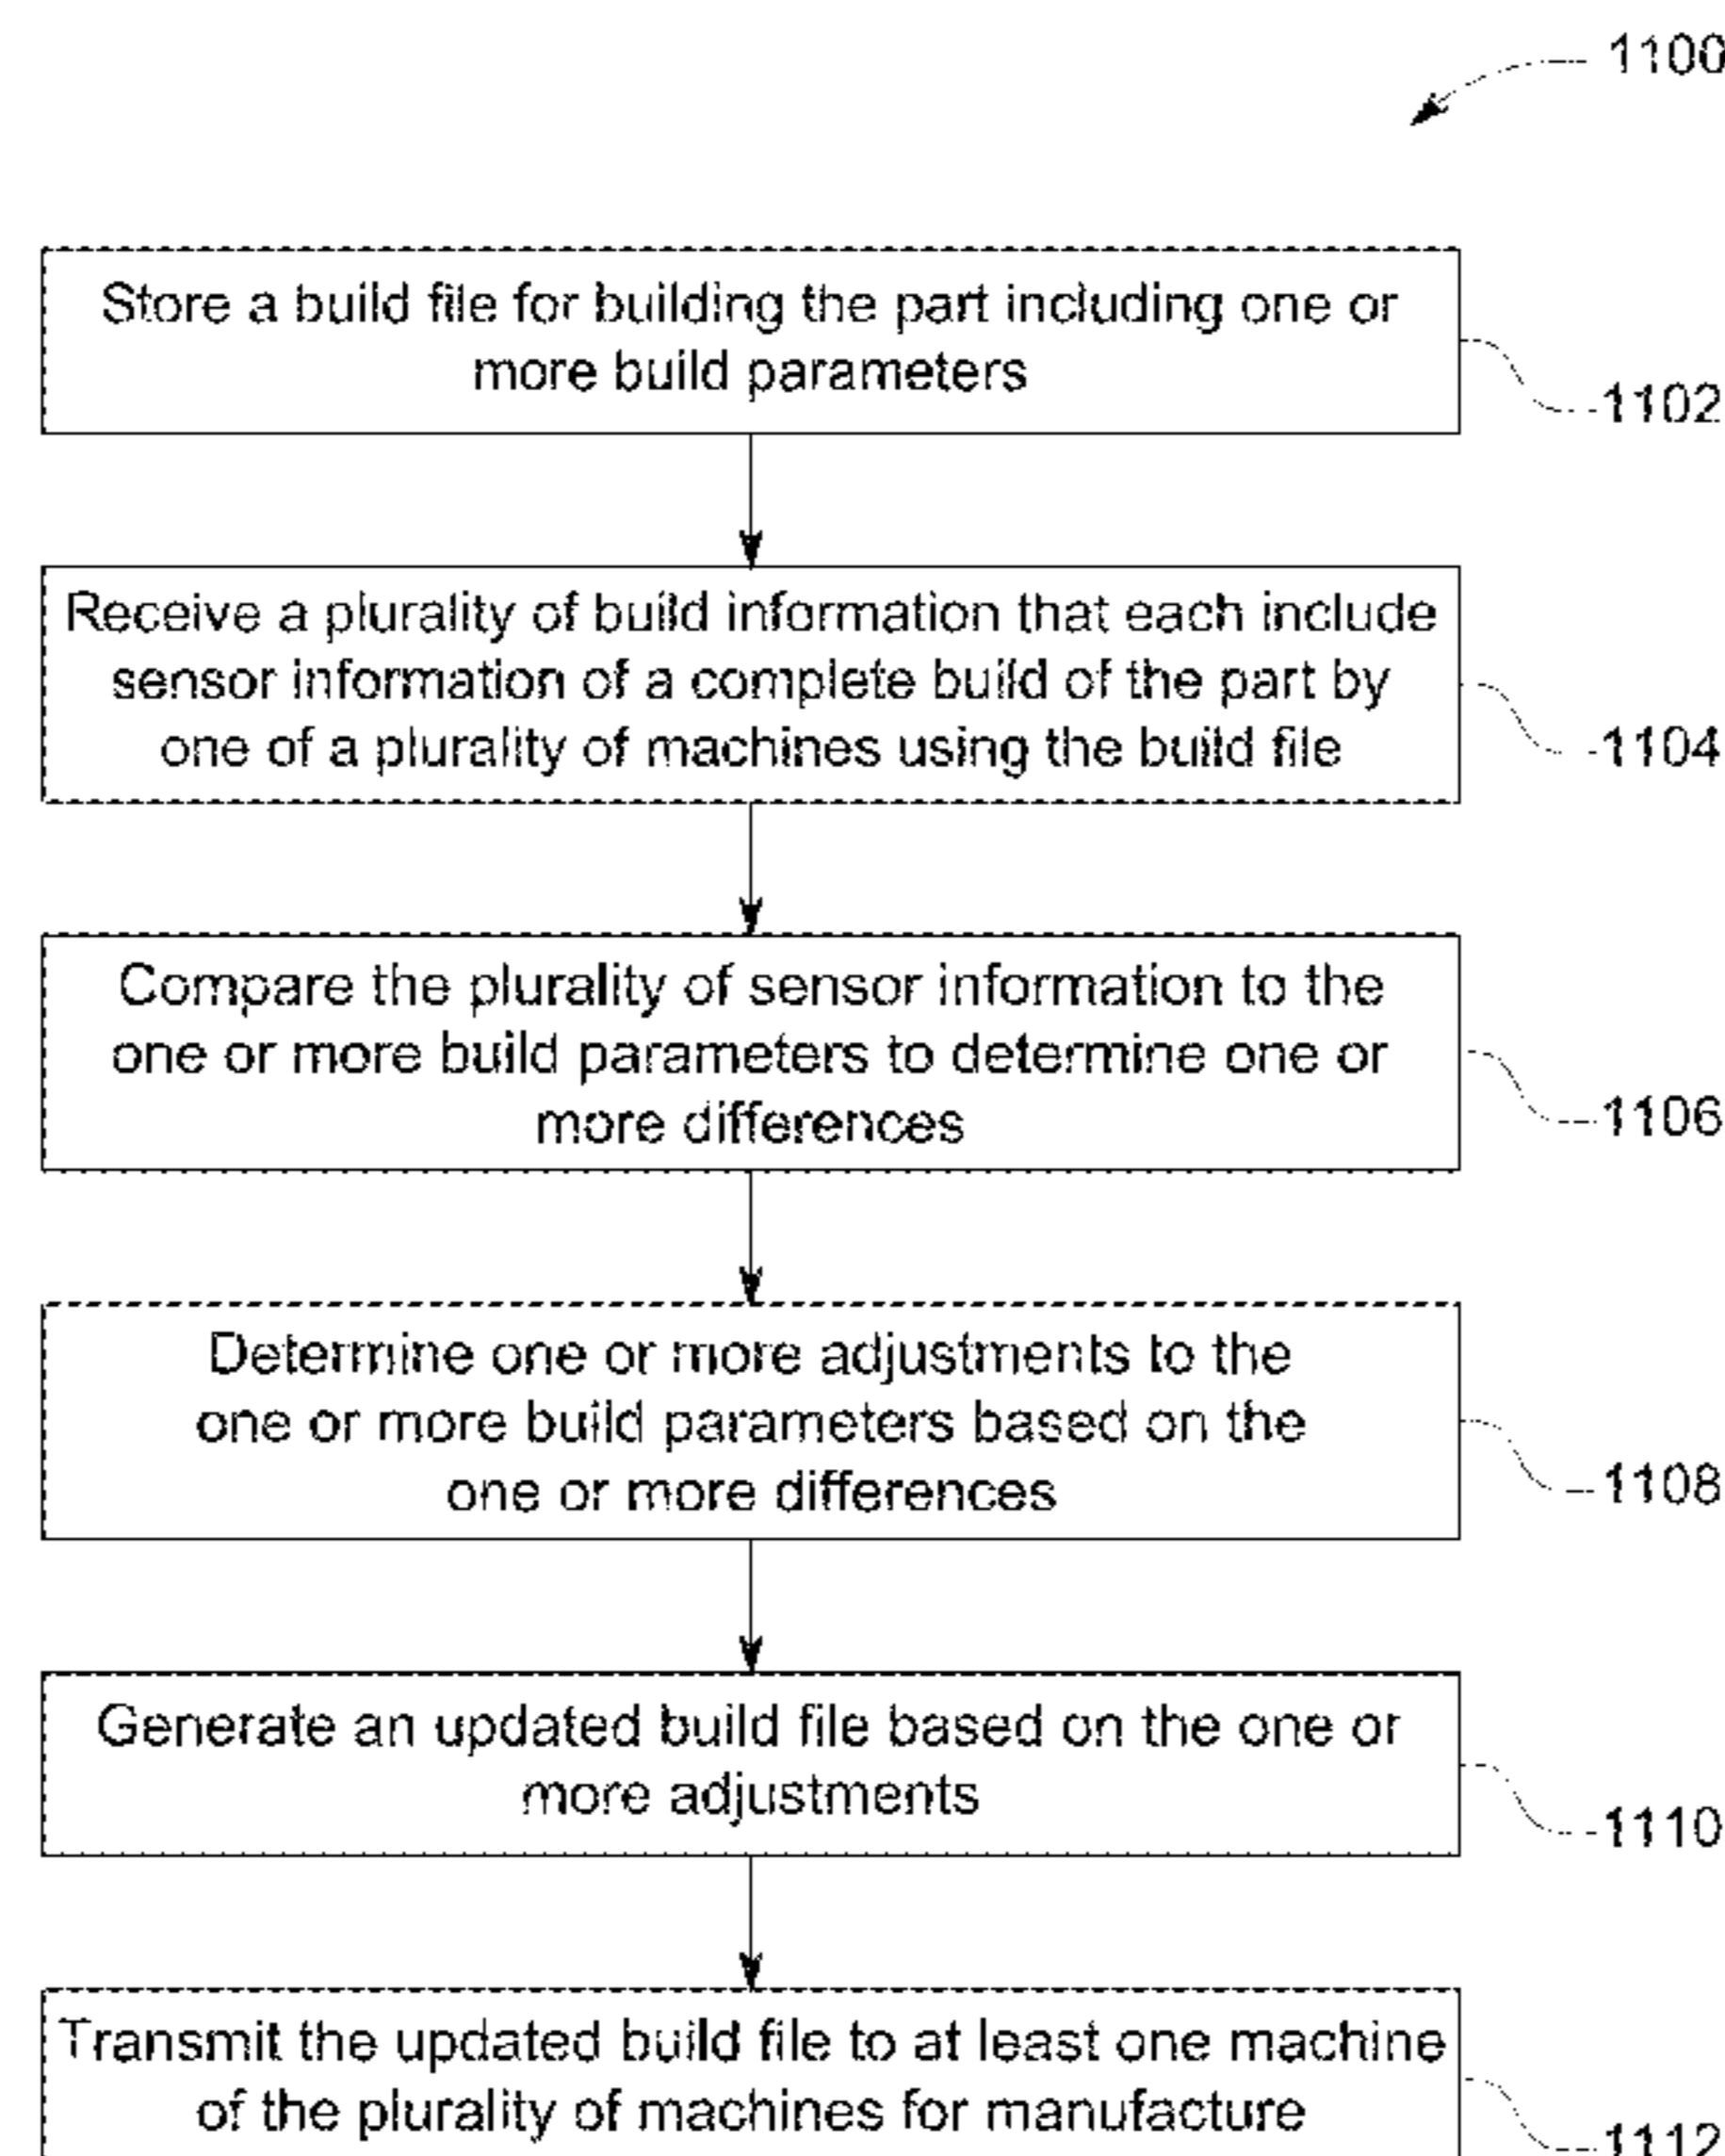 1100
Store a build file for building the part including one or
more build parameters
1102
Receive a plurality of build information that each include
sensor information of a complete build of the part by
one of a plurality of machines using the build file
1104
Compare the plurality of sensor information to the
one or more build parameters to determine one or
more differences
1106
Determine one or more adjustments to the
one or more build parameters based on the
one or more differences
1108
Generate an updated build file based on the one or
more adjustments
1110
Transmit the updated build file to at least one machine
of the plurality of machines for manufacture
1112